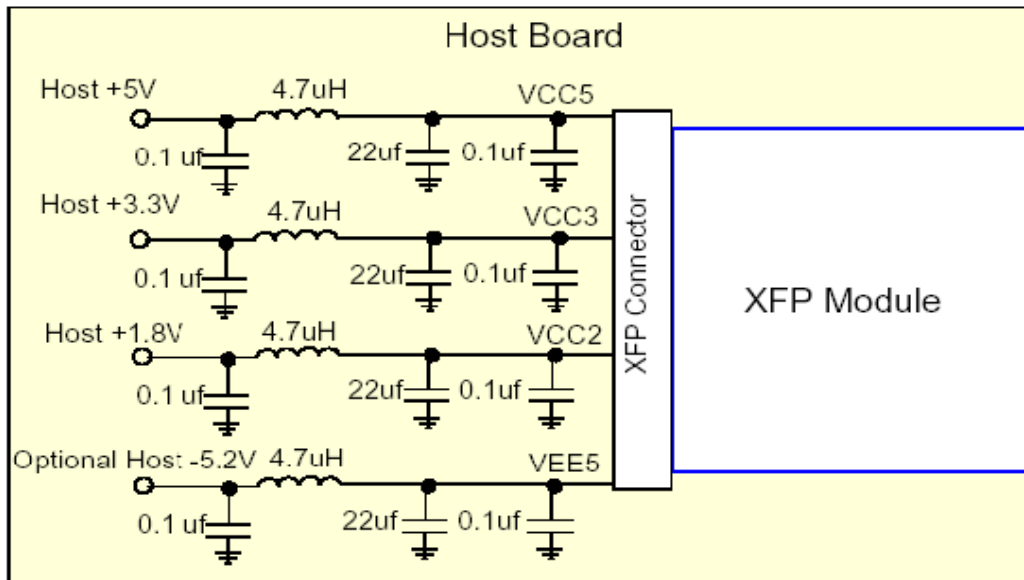 Host Board
Host +5V
4.7uH
VCC5
0.1 uf
22uf
0.1uf
Host +3.3V
4.7uH
VCC3
0.1 uf
22uf
0.1uf
Host +1.8V
4.7uH
VCC2
0.1 uf
22uf
0.1uf
Optional Host -5.2V
4.7uH
VEE5
0.1 uf
22uf
0.1uf
XFP Connector
XFP Module